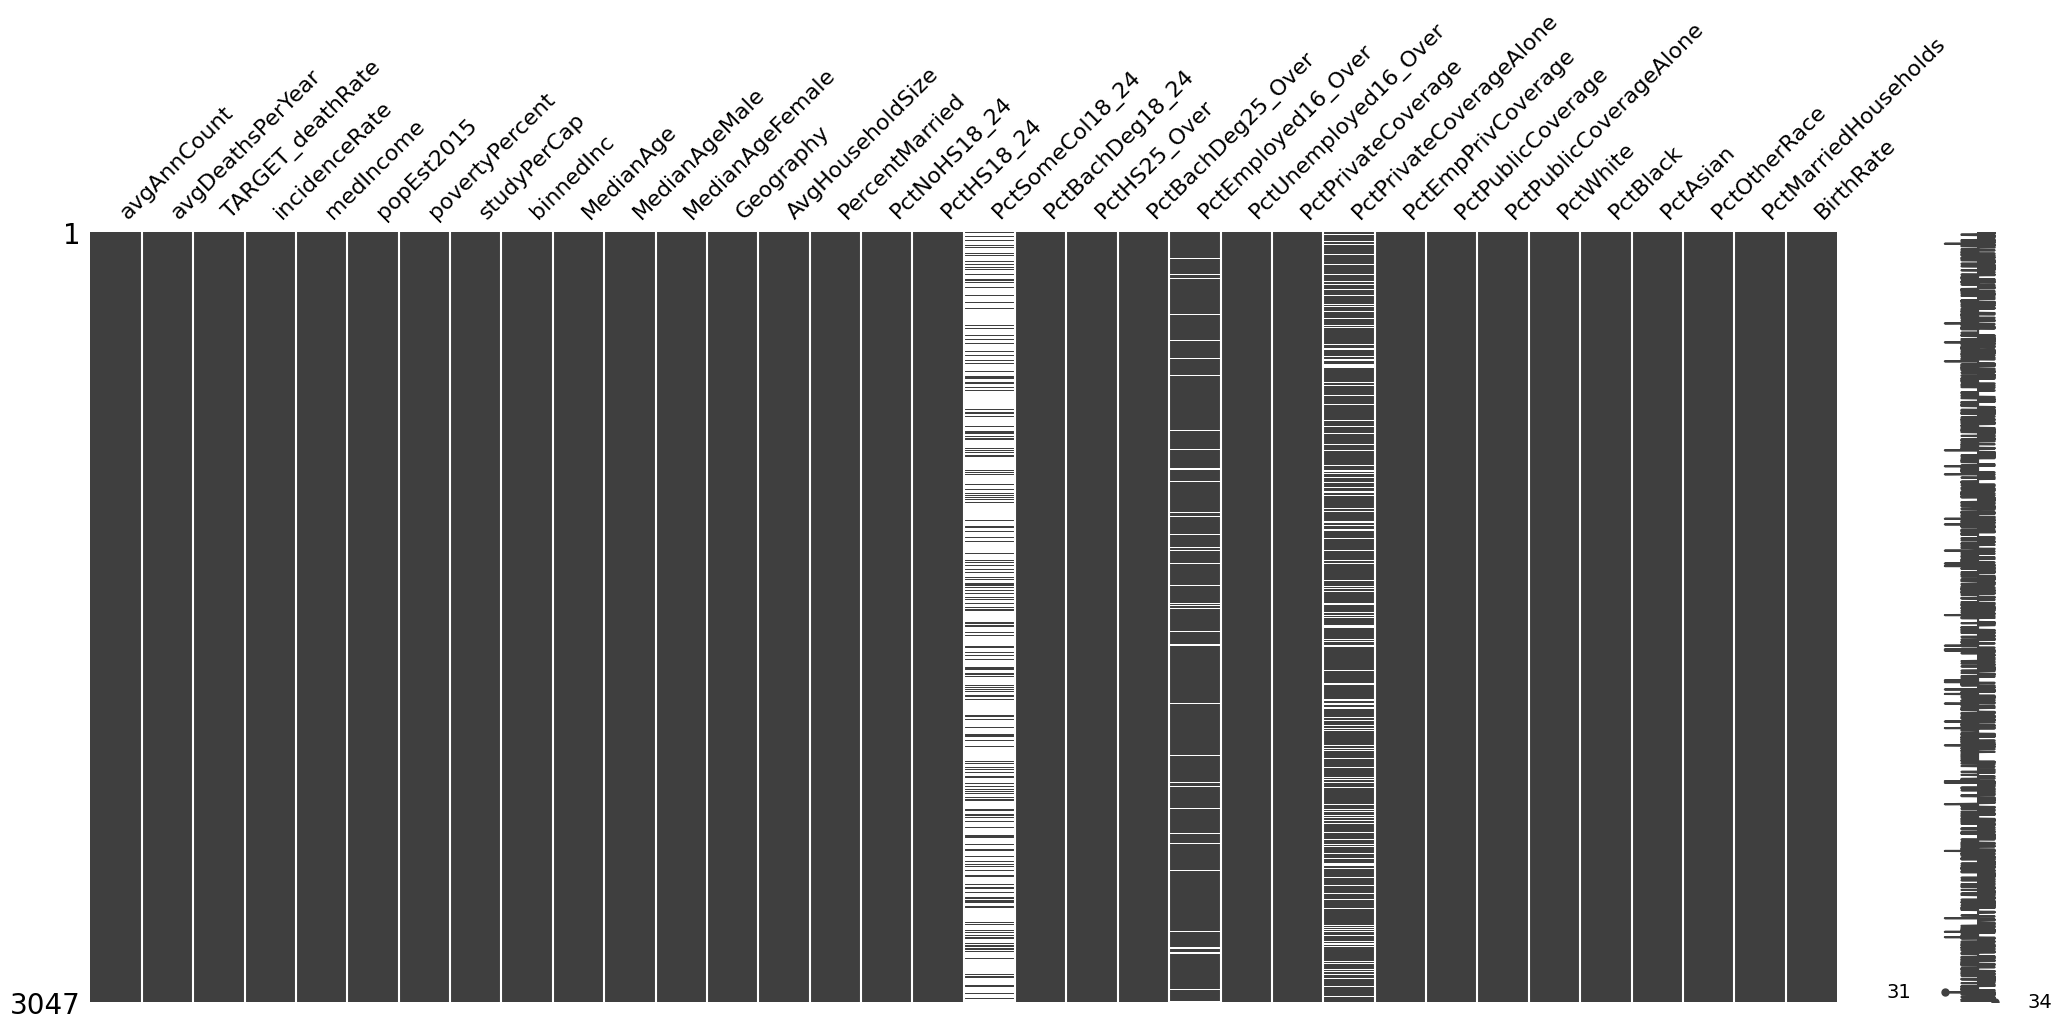 avgAnnCount
avgDeathsPerYear
TARGET_deathRate
incidenceRate
medIncome
popEst2015
povertyPercent
studyPerCap
binnedInc
MedianAge
MedianAgeMale
MedianAgeFemale
Geography
AvgHouseholdSize
PercentMarried
PctNoHS18_24
PctHS18_24
PctSomeCol18_24
PctBachDeg18_24
PctHS25_Over
PctBachDeg25_Over
PctEmployed16_Over
PctUnemployed16_Over
PctPrivateCoverage
PctPrivateCoverageAlone
PctEmpPrivCoverage
PctPublicCoverage
PctPublicCoverageAlone
PctWhite
PctBlack
PctAsian
PctOtherRace
PctMarriedHouseholds
BirthRate
1
3047
31
34